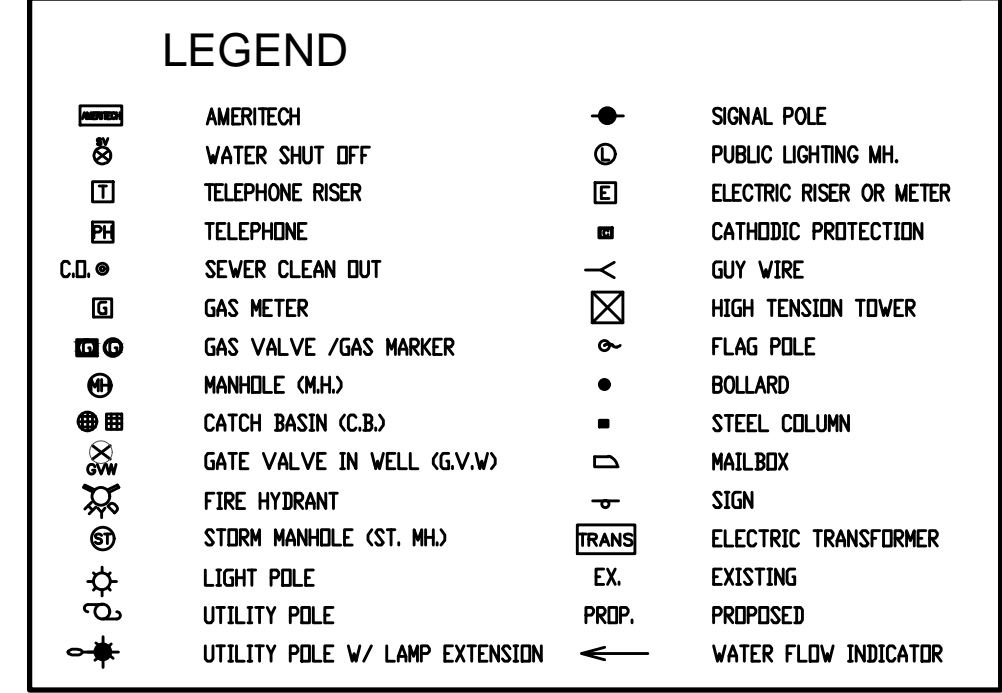 LEGEND
AMERITECH AMERITECH
SV
WATER SHUT OFF
T TELEPHONE RISER
PH TELEPHONE
C.O. SEWER CLEAN OUT
G GAS METER
G G GAS VALVE /GAS MARKER
MH MANHOLE (M.H.)
CATCH BASIN (C.B.)
GVW GATE VALVE IN WELL (G.V.W)
FIRE HYDRANT
ST STORM MANHOLE (ST. MH.)
LIGHT POLE
UTILITY POLE
UTILITY POLE W/ LAMP EXTENSION
SIGNAL POLE
L PUBLIC LIGHTING MH.
E ELECTRIC RISER OR METER
CATHODIC PROTECTION
GUY WIRE
HIGH TENSION TOWER
FLAG POLE
BOLLARD
STEEL COLUMN
MAILBOX
SIGN
TRANS ELECTRIC TRANSFORMER
EX. EXISTING
PROP. PROPOSED
WATER FLOW INDICATOR